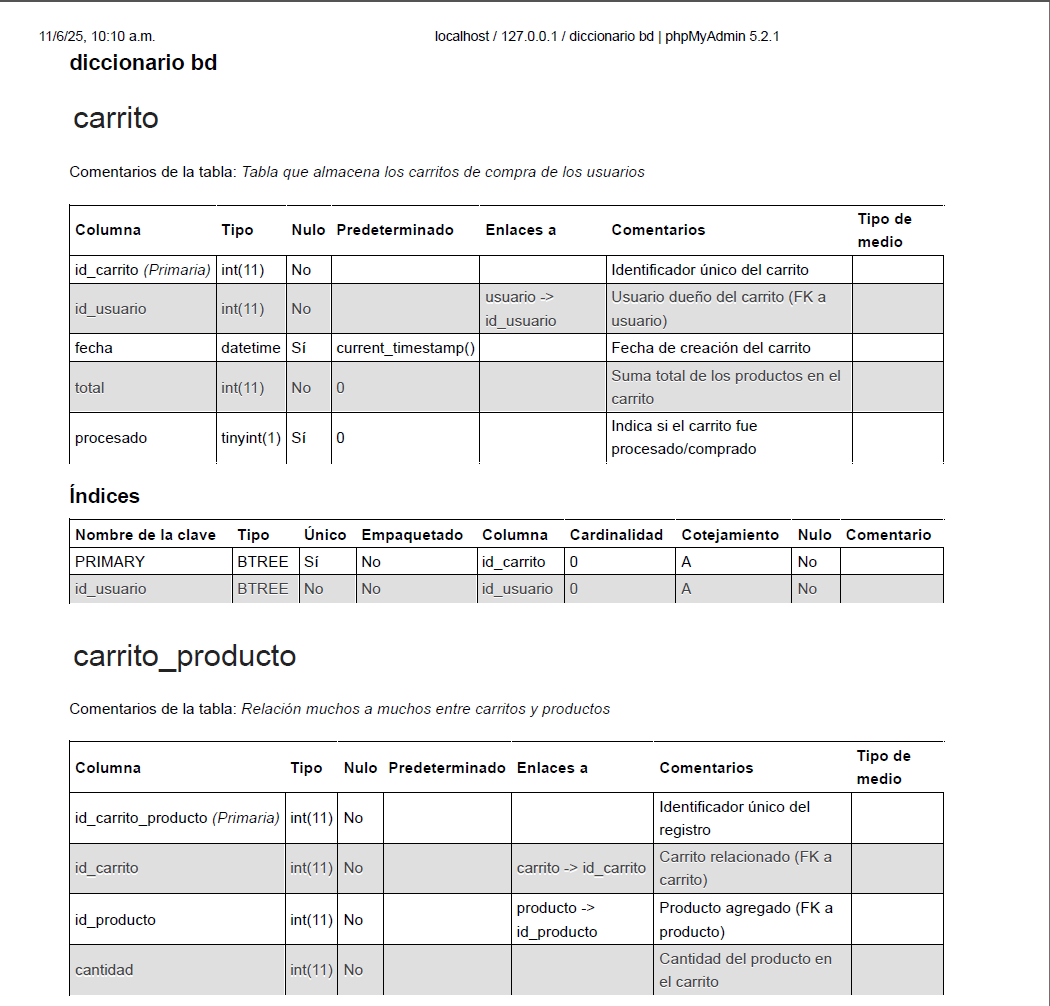 11/6/25, 10:10 a.m. localhost / 127.0.0.1 / diccionario bd | phpMyAdmin 5.2.1
diccionario bd
carrito
Comentarios de la tabla: Tabla que almacena los carritos de compra de los usuarios
Columna Tipo Nulo Predeterminado Enlaces a Comentarios Tipo de medio
id_carrito (Primaria) int(11) No Identificador único del carrito
id_usuario int(11) No usuario -> id_usuario Usuario dueño del carrito (FK a usuario)
fecha datetime Sí current_timestamp() Fecha de creación del carrito
total int(11) No 0 Suma total de los productos en el carrito
procesado tinyint(1) Sí 0 Indica si el carrito fue procesado/comprado
Índices
Nombre de la clave Tipo Único Empaquetado Columna Cardinalidad Cotejamiento Nulo Comentario
PRIMARY BTREE Sí No id_carrito 0 A No
id_usuario BTREE No No id_usuario 0 A No
carrito_producto
Comentarios de la tabla: Relación muchos a muchos entre carritos y productos
Columna Tipo Nulo Predeterminado Enlaces a Comentarios Tipo de medio
id_carrito_producto (Primaria) int(11) No Identificador único del registro
id_carrito int(11) No carrito -> id_carrito Carrito relacionado (FK a carrito)
id_producto int(11) No producto -> id_producto Producto agregado (FK a producto)
cantidad int(11) No Cantidad del producto en el carrito